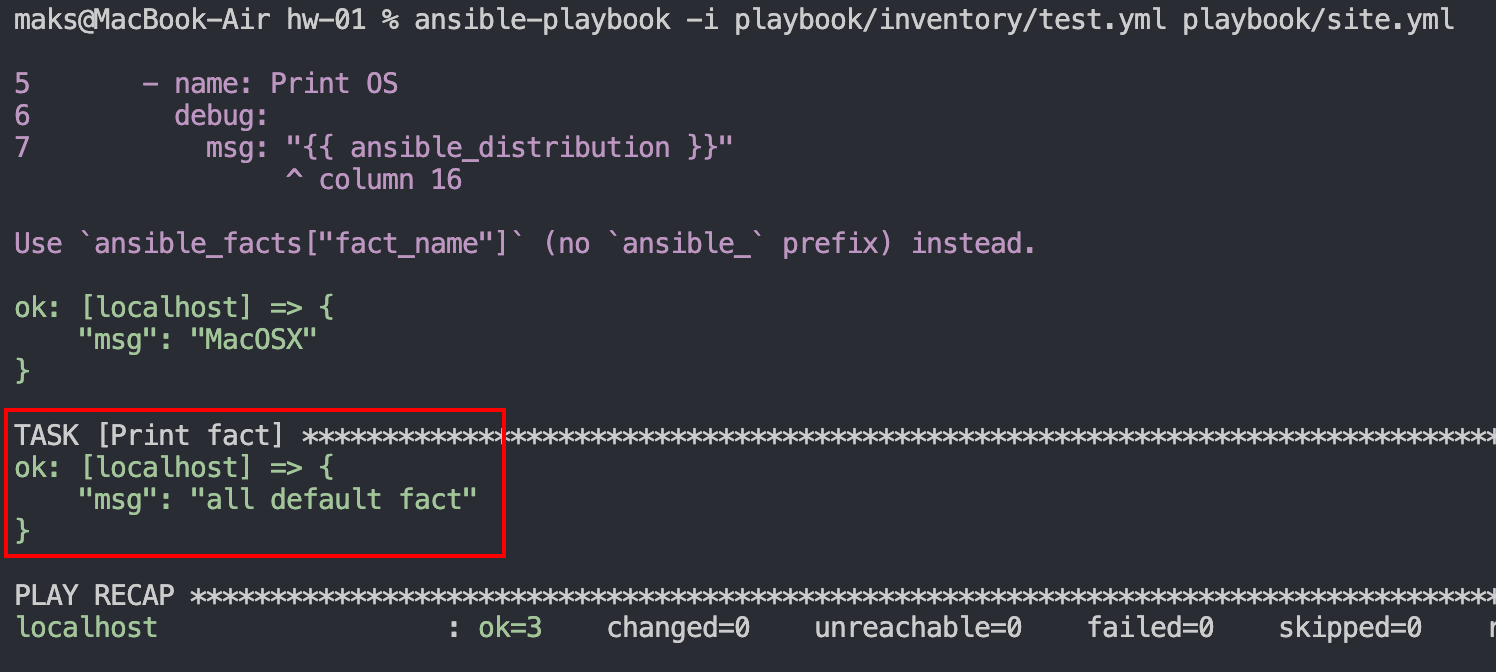 maks@MacBook-Air hw-01 % ansible-playbook -i playbook/inventory/test.yml playbook/site.yml
5       - name: Print OS
6         debug:
7           msg: "{{ ansible_distribution }}"
                 ^ column 16
Use `ansible_facts["fact_name"]` (no `ansible_` prefix) instead.
ok: [localhost] => {
    "msg": "MacOSX"
}
TASK [Print fact] ***************************************************************************
ok: [localhost] => {
    "msg": "all default fact"
}
PLAY RECAP **********************************************************************************
localhost                  : ok=3    changed=0    unreachable=0    failed=0    skipped=0